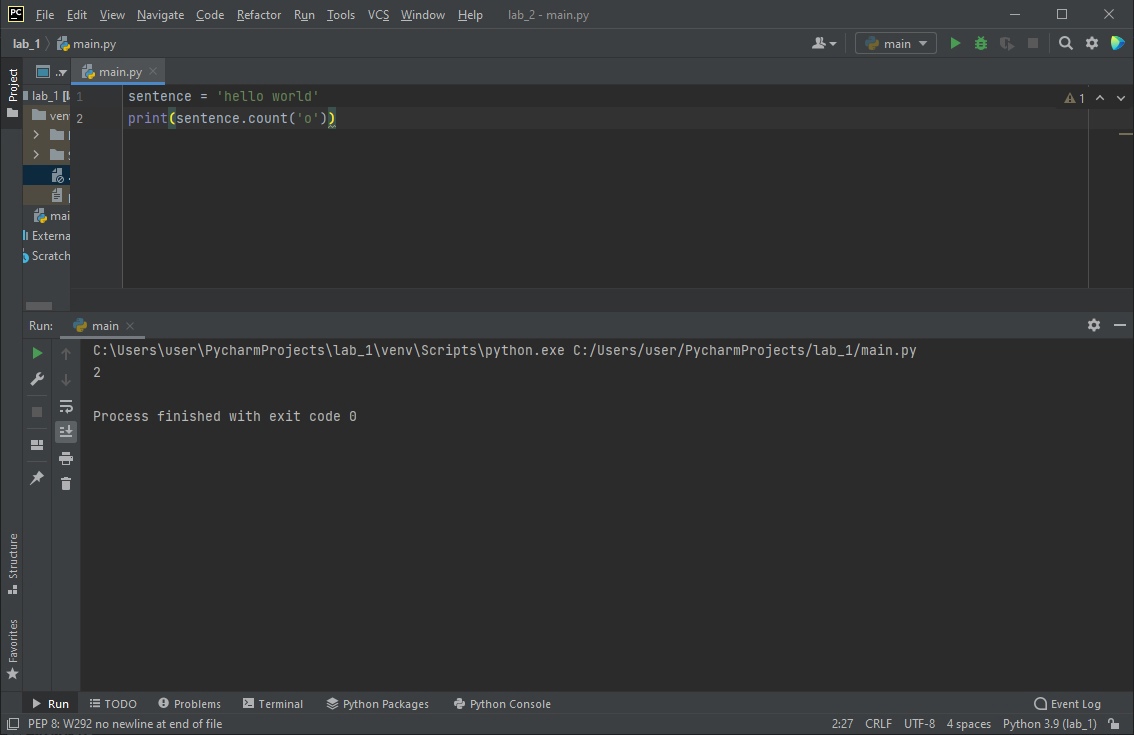 PC File Edit View Navigate Code Refactor Run Tools VCS Window Help lab_2 - main.py
lab_1 main.py main
Project .. main.py
lab_1 1 sentence = 'hello world' 1
2 print(sentence.count('o'))
mai
Externa
Scratch
Run: main
C:\Users\user\PycharmProjects\lab_1\venv\Scripts\python.exe C:/Users/user/PycharmProjects/lab_1/main.py
2
Process finished with exit code 0
Structure
Favorites
Run TODO Problems Terminal Python Packages Python Console Event Log
PEP 8: W292 no newline at end of file 2:27 CRLF UTF-8 4 spaces Python 3.9 (lab_1)